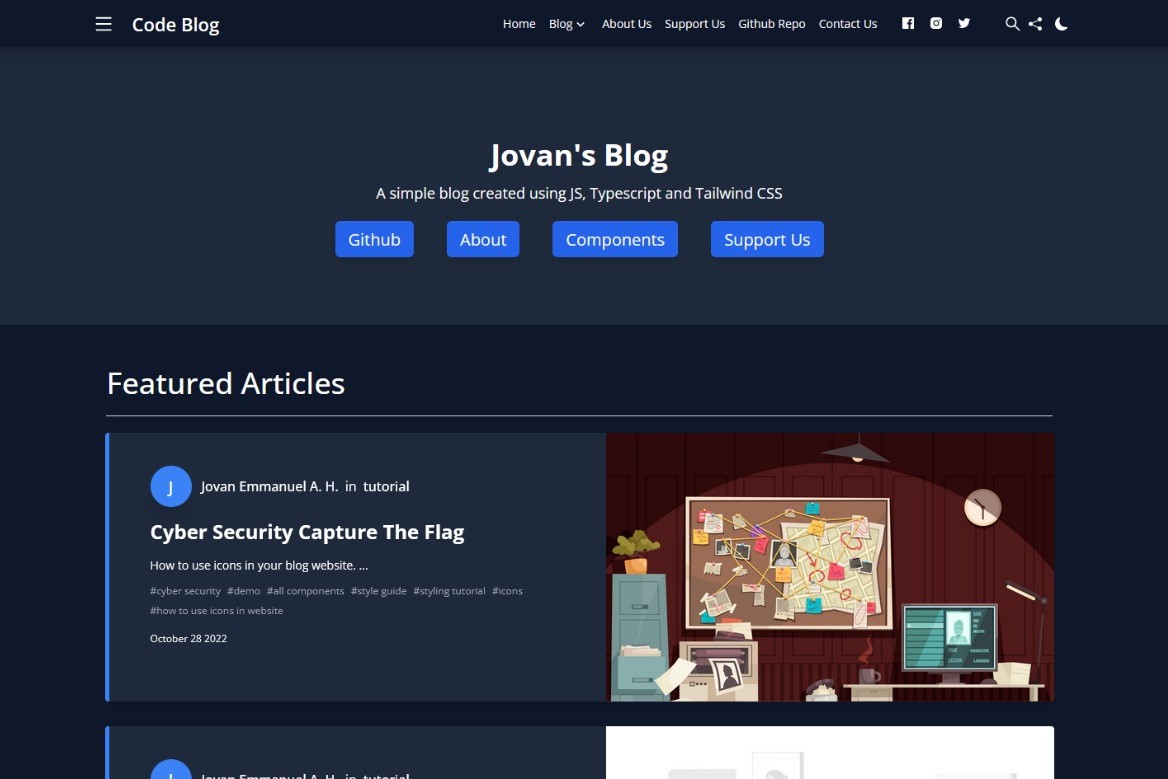 Code Blog
Home Blog About Us Support Us Github Repo Contact Us
Jovan's Blog
A simple blog created using JS, Typescript and Tailwind CSS
Github About Components Support Us
Featured Articles
J
Jovan Emmanuel A. H. in tutorial
Cyber Security Capture The Flag
How to use icons in your blog website. ...
#cyber security #demo #all components #style guide #styling tutorial #icons
#how to use icons in website
October 28 2022
Jovan Emmanuel A. H. in tutorial